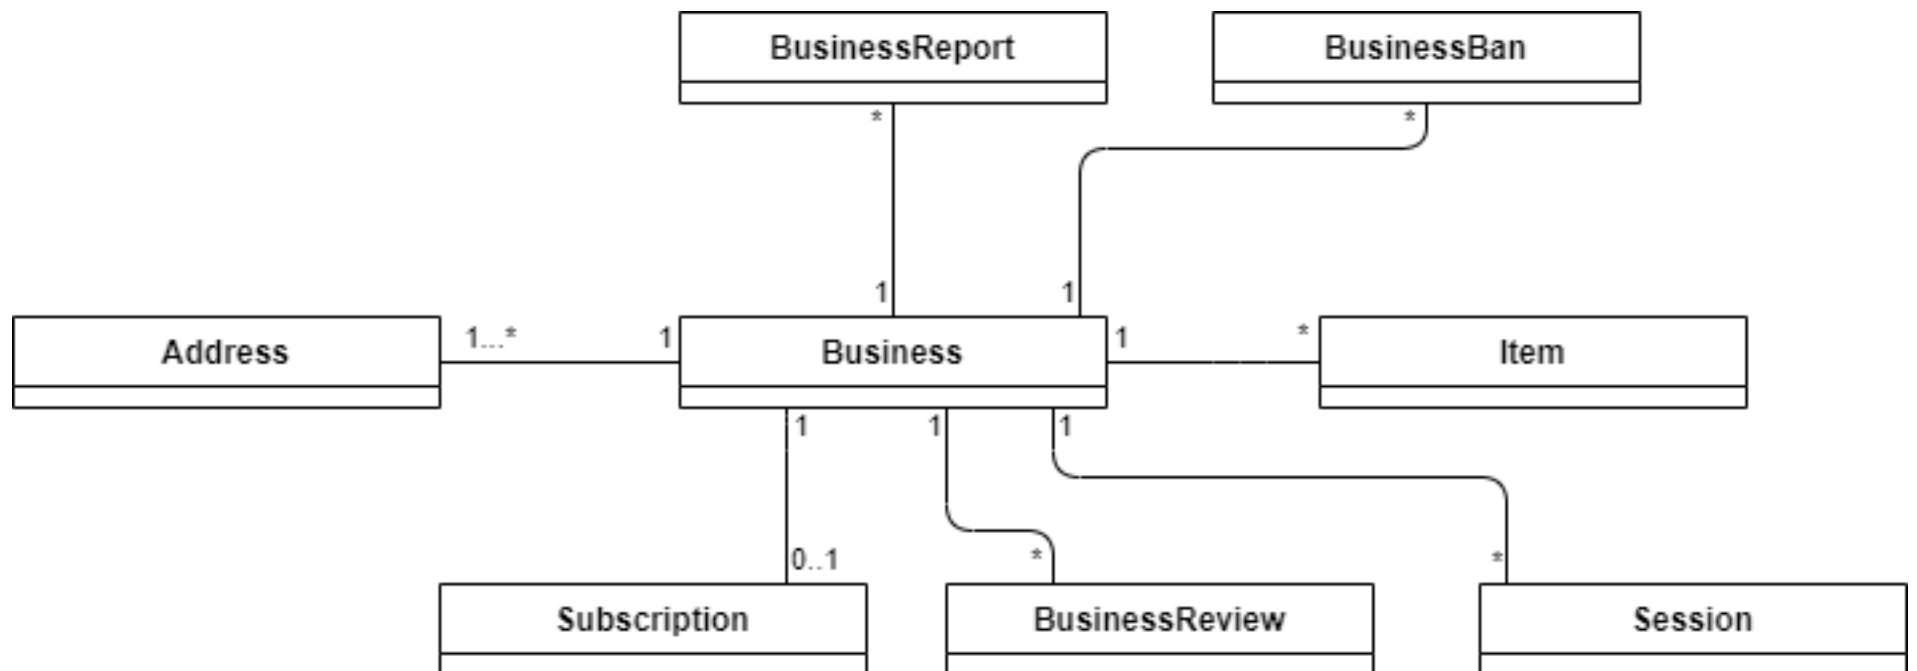 BusinessReport
BusinessBan
*
*
1
1
Address
1...*
1
Business
1
*
Item
1
1
1
0..1
*
*
Subscription
BusinessReview
Session